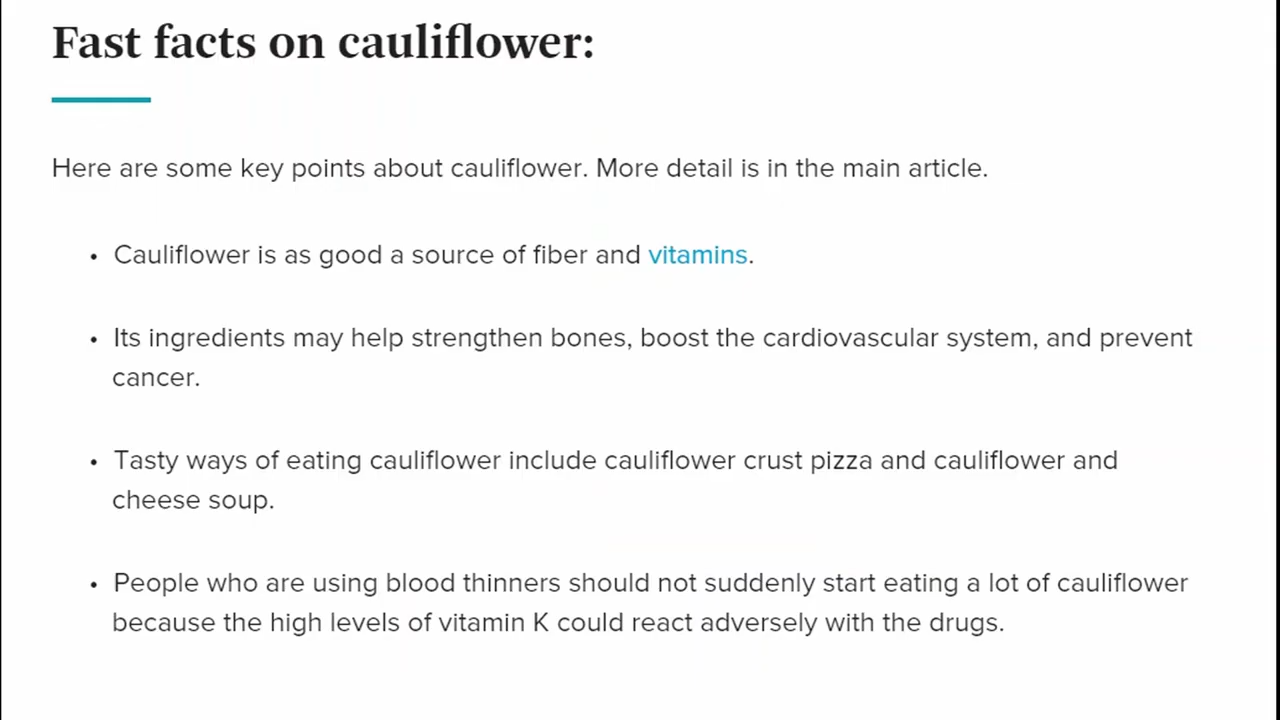 Fast facts on cauliflower:
Here are some key points about cauliflower. More detail is in the main article.
• Cauliflower is as good a source of fiber and vitamins.
• Its ingredients may help strengthen bones, boost the cardiovascular system, and prevent
cancer.
• Tasty ways of eating cauliflower include cauliflower crust pizza and cauliflower and
cheese soup.
• People who are using blood thinners should not suddenly start eating a lot of cauliflower
because the high levels of vitamin K could react adversely with the drugs.